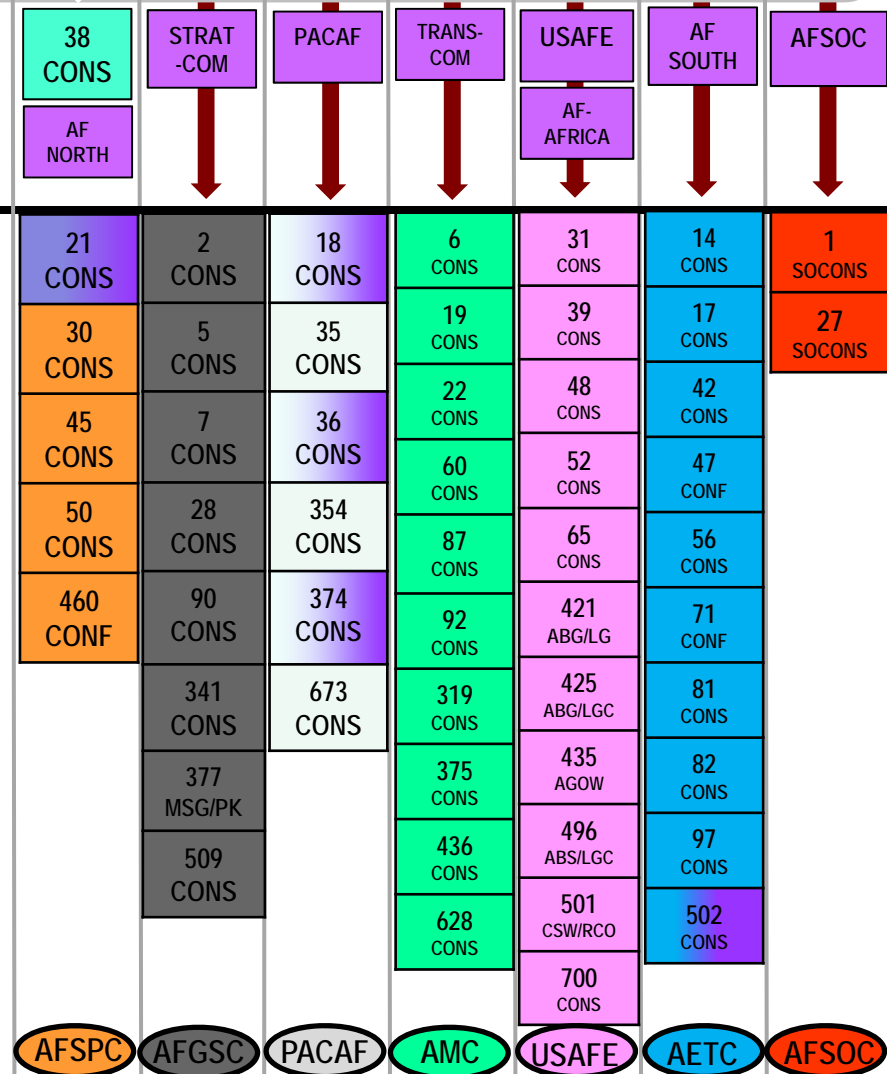 38
CONS
AF
NORTH
STRAT
-COM
PACAF
TRANS-
COM
USAFE
AF-
AFRICA
AF
SOUTH
AFSOC
21
CONS
30
CONS
45
CONS
50
CONS
460
CONF
2
CONS
5
CONS
7
CONS
28
CONS
90
CONS
341
CONS
377
MSG/PK
509
CONS
18
CONS
35
CONS
36
CONS
354
CONS
374
CONS
673
CONS
6
CONS
19
CONS
22
CONS
60
CONS
87
CONS
92
CONS
319
CONS
375
CONS
436
CONS
628
CONS
31
CONS
39
CONS
48
CONS
52
CONS
65
CONS
421
ABG/LG
425
ABG/LGC
435
AGOW
496
ABS/LGC
501
CSW/RCO
700
CONS
14
CONS
17
CONS
42
CONS
47
CONF
56
CONS
71
CONF
81
CONS
82
CONS
97
CONS
502
CONS
1
SOCONS
27
SOCONS
AFSPC
AFGSC
PACAF
AMC
USAFE
AETC
AFSOC